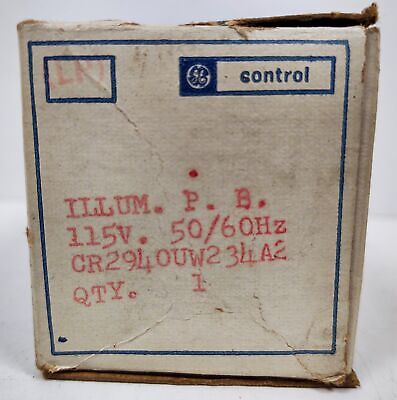 GE control
ILLUM. P. B.
115V. 50/60Hz
CR2940UW234A2
QTY. 1